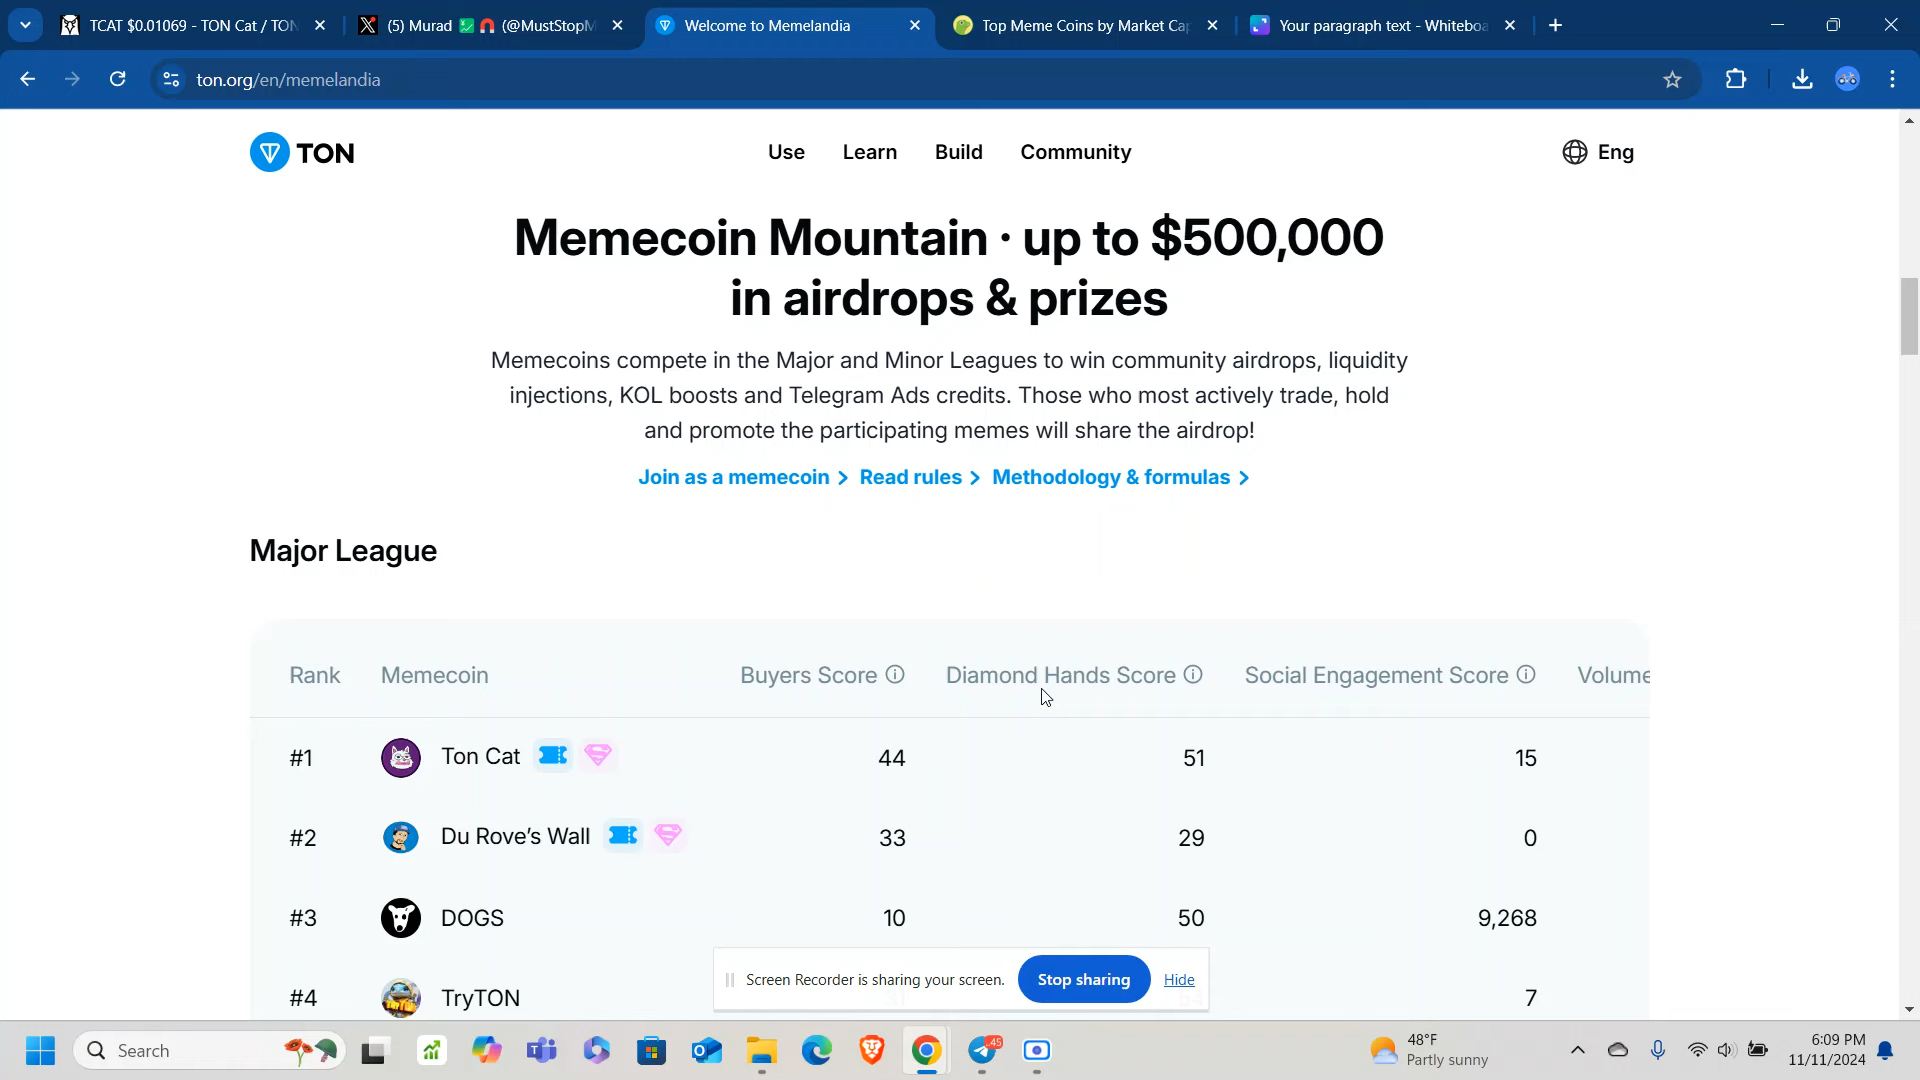 TCAT $0.01069 - TON Cat / TON
(5) Murad 💹🧲 (@MustStopM
Welcome to Memelandia
Top Meme Coins by Market Cap
Your paragraph text - Whiteboa
ton.org/en/memelandia
TON
Use Learn Build Community
Eng
Memecoin Mountain · up to $500,000
in airdrops & prizes
Memecoins compete in the Major and Minor Leagues to win community airdrops, liquidity
injections, KOL boosts and Telegram Ads credits. Those who most actively trade, hold
and promote the participating memes will share the airdrop!
Join as a memecoin > Read rules > Methodology & formulas >
Major League
Rank Memecoin Buyers Score Diamond Hands Score Social Engagement Score Volume
#1 Ton Cat 44 51 15
#2 Du Rove's Wall 33 29 0
#3 DOGS 10 50 9,268
#4 TryTON 7
Screen Recorder is sharing your screen. Stop sharing Hide
Search
.45
48°F
Partly sunny
6:09 PM
11/11/2024